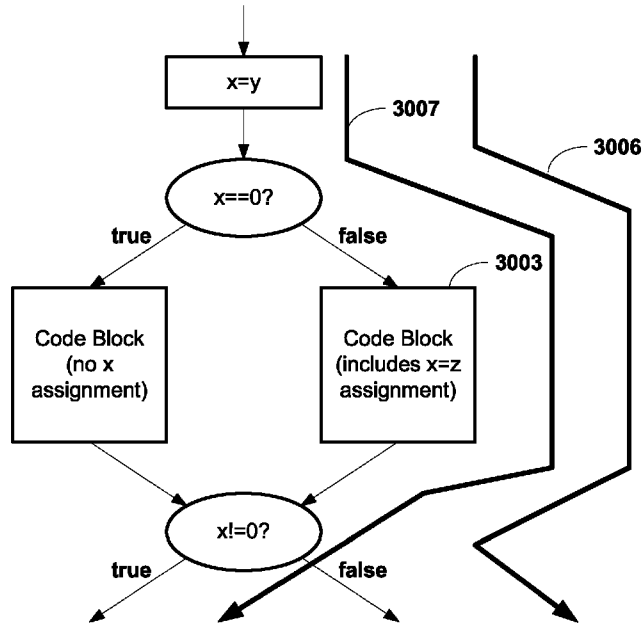 x=y
3007
3006
x==0?
true
false
3003
Code Block
(no x
assignment)
Code Block
(includes x=z
assignment)
x!=0?
true
false